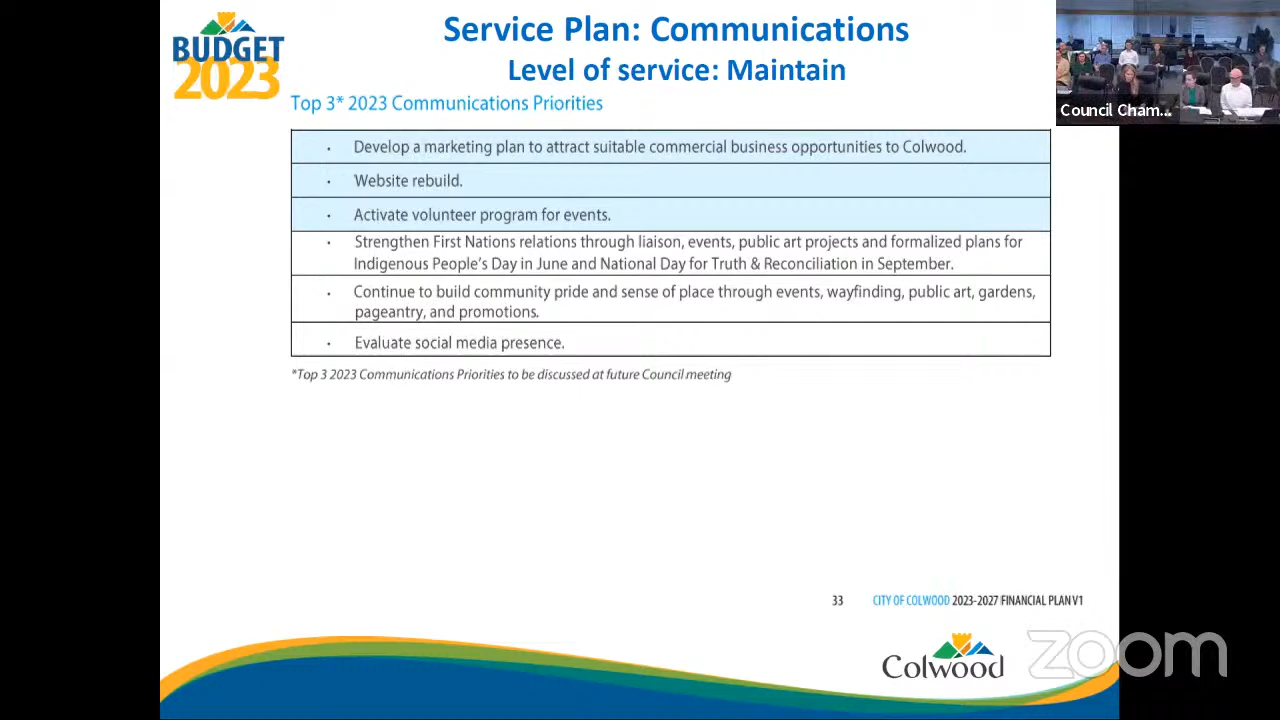 BUDGET
2023
Service Plan: Communications
Level of service: Maintain
Top 3* 2023 Communications Priorities
Council Cham...
• Develop a marketing plan to attract suitable commercial business opportunities to Colwood.
• Website rebuild.
• Activate volunteer program for events.
• Strengthen First Nations relations through liaison, events, public art projects and formalized plans for
Indigenous People's Day in June and National Day for Truth & Reconciliation in September.
• Continue to build community pride and sense of place through events, wayfinding, public art, gardens,
pageantry, and promotions.
• Evaluate social media presence.
*Top 3 2023 Communications Priorities to be discussed at future Council meeting
33 CITY OF COLWOOD 2023-2027 FINANCIAL PLAN V1
Colwood
zoom